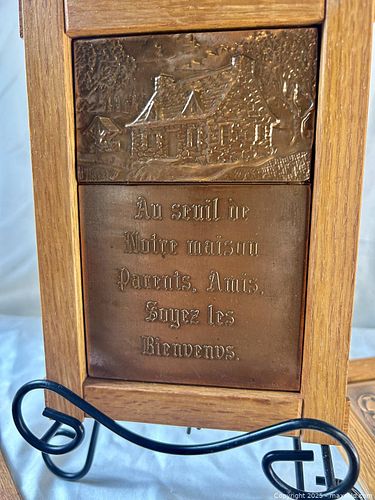 Au seuil de
Notre maison
Parents, Amis,
Soyez les
Bienvenus.
Copyright 2025 - maxsold.com